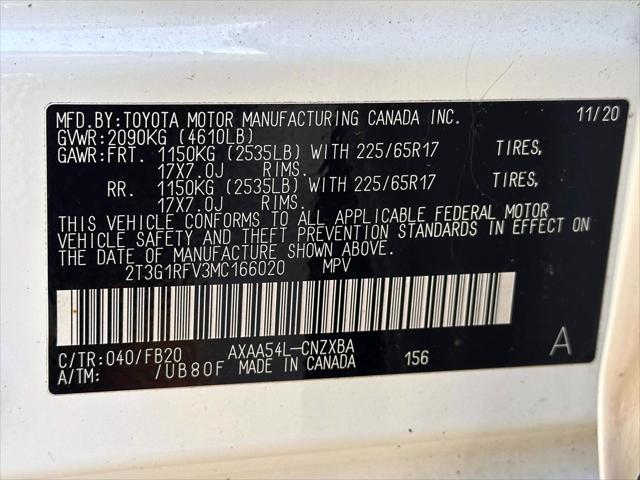 MFD.BY:TOYOTA MOTOR MANUFACTURING CANADA INC. 11/20
GVWR:2090KG (4610LB)
GAWR:FRT. 1150KG (2535LB) WITH 225/65R17 TIRES,
17X7.0J RIMS.
RR. 1150KG (2535LB) WITH 225/65R17 TIRES,
17X7.0J RIMS.
THIS VEHICLE CONFORMS TO ALL APPLICABLE FEDERAL MOTOR
VEHICLE SAFETY AND THEFT PREVENTION STANDARDS IN EFFECT ON
THE DATE OF MANUFACTURE SHOWN ABOVE.
2T3G1RFV3MC166020 MPV
C/TR:040/FB20 AXAA54L-CNZXBA 156 A
A/TM: /UB80F MADE IN CANADA